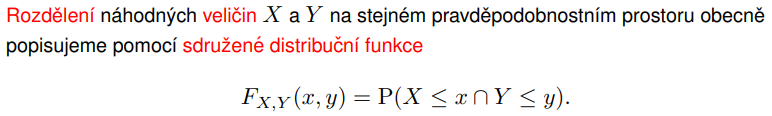 Rozdělení náhodných veličin X a Y na stejném pravděpodobnostním prostoru obecně
popisujeme pomocí sdružené distribuční funkce
F_{X,Y}(x, y) = P(X ≤ x ∩ Y ≤ y).